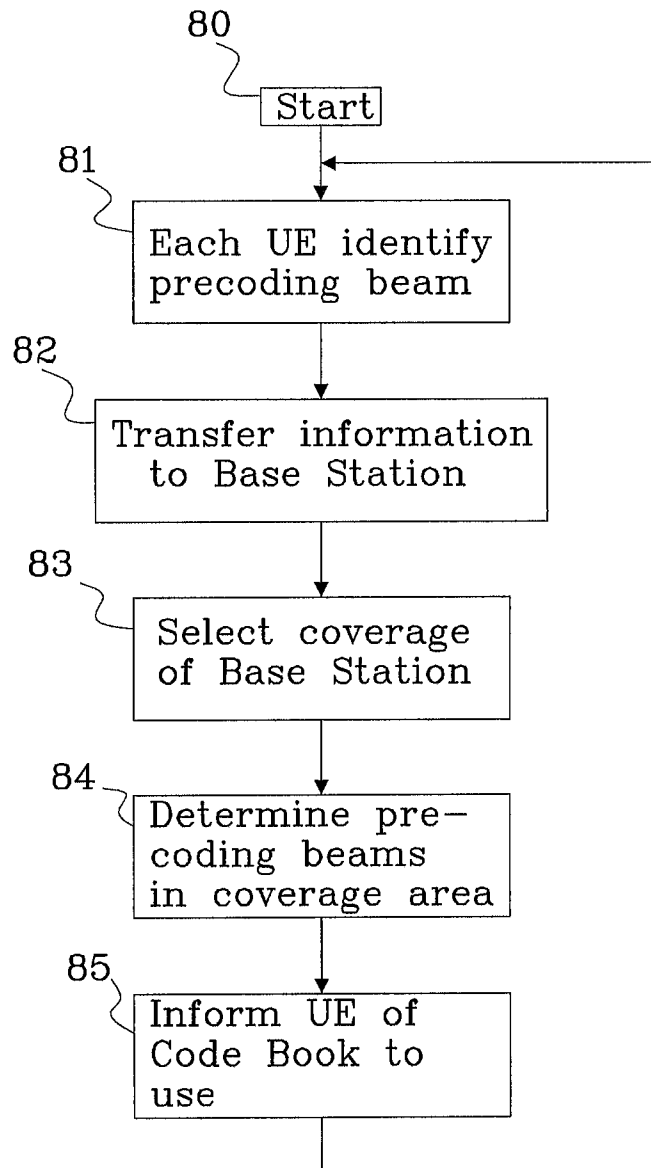 80
Start
81
Each UE identify
precoding beam
82
Transfer information
to Base Station
83
Select coverage
of Base Station
84
Determine pre-
coding beams
in coverage area
85
Inform UE of
Code Book to
use